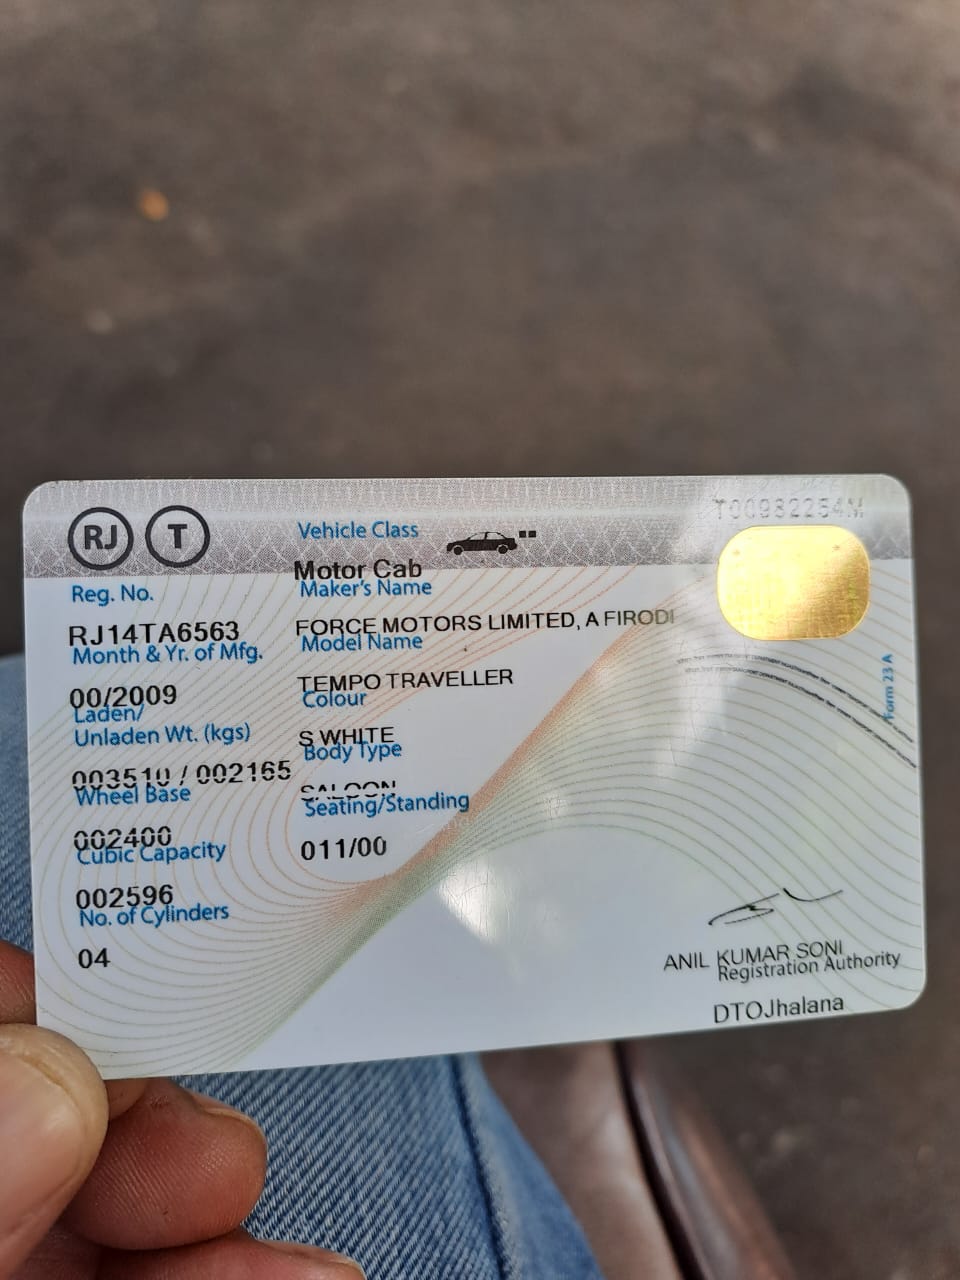 RJ T
Vehicle Class
T00982254M
Motor Cab
Reg. No.
Maker's Name
RJ14TA6563
FORCE MOTORS LIMITED, A FIRODI
Month & Yr. of Mfg.
Model Name
00/2009
TEMPO TRAVELLER
Laden/
Unladen Wt. (kgs)
Colour
S WHITE
Body Type
003510 / 002165
SALOON
Wheel Base
Seating/Standing
002400
011/00
Cubic Capacity
002596
No. of Cylinders
04
Form 23 A
ANIL KUMAR SONI
Registration Authority
DTOJhalana